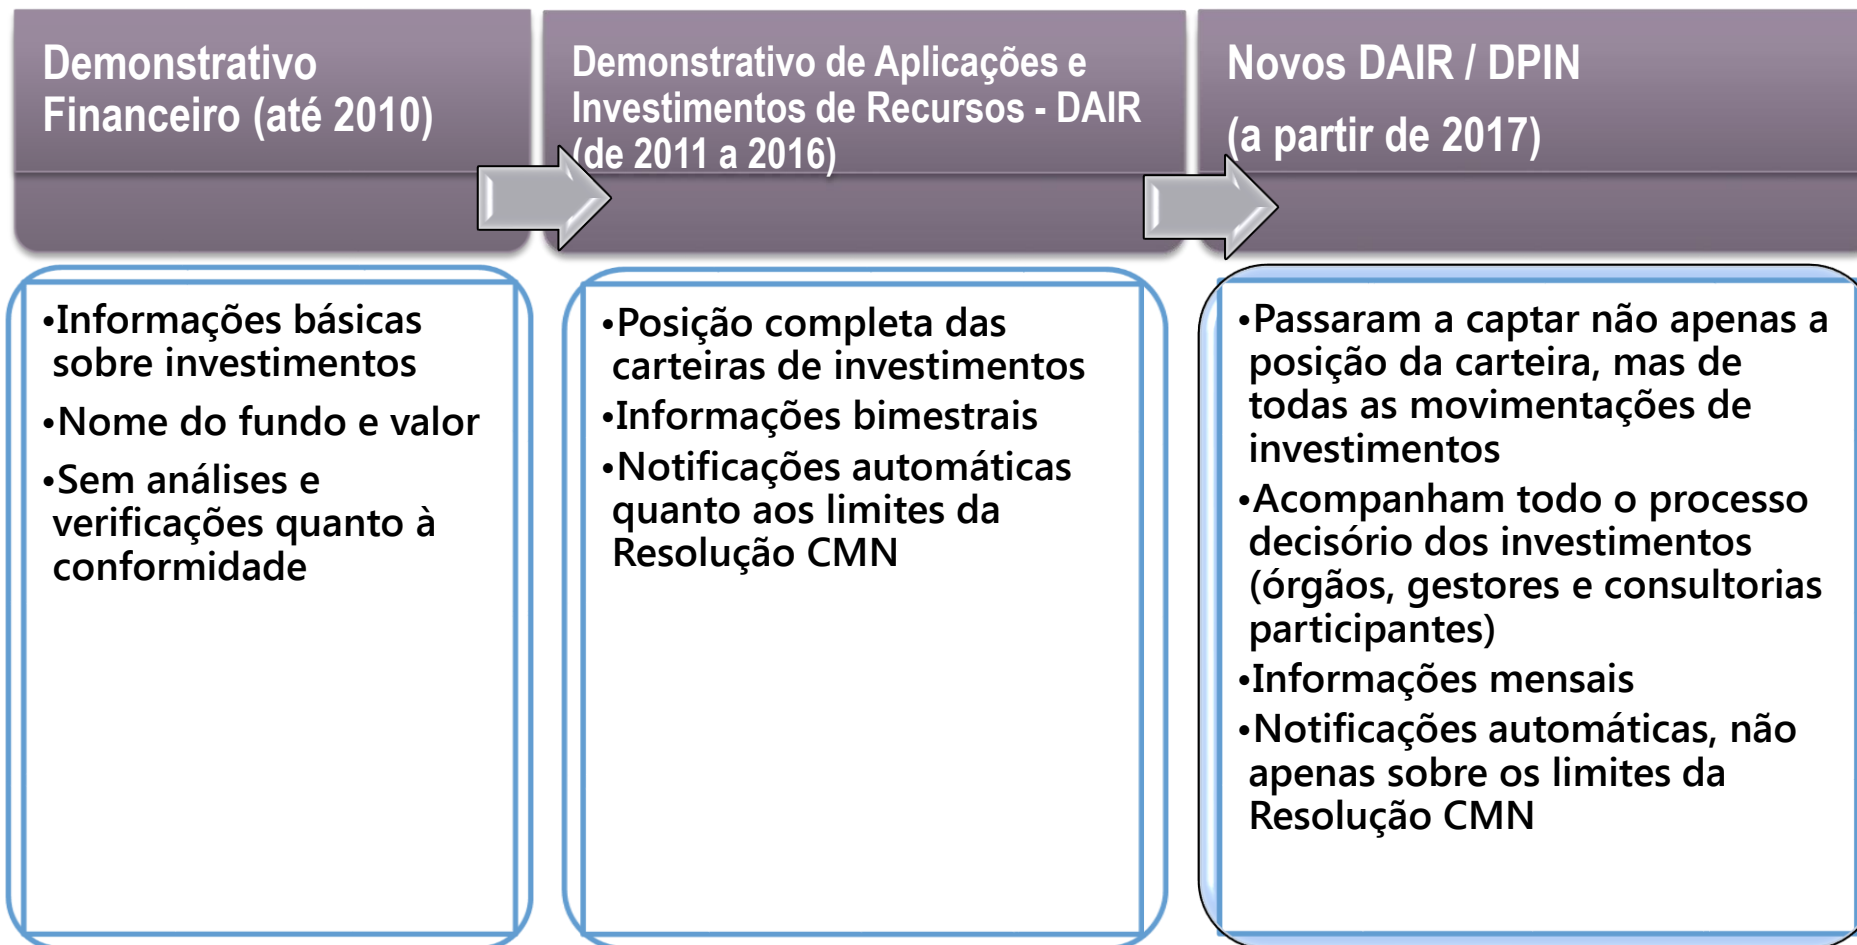 Demonstrativo
Financeiro (até 2010)
•Informações básicas
sobre investimentos
•Nome do fundo e valor
•Sem análises e
verificações quanto à
conformidade
Demonstrativo de Aplicações e
Investimentos de Recursos - DAIR
(de 2011 a 2016)
•Posição completa das
carteiras de investimentos
•Informações bimestrais
•Notificações automáticas
quanto aos limites da
Resolução CMN
Novos DAIR / DPIN
(a partir de 2017)
•Passaram a captar não apenas a
posição da carteira, mas de
todas as movimentações de
investimentos
•Acompanham todo o processo
decisório dos investimentos
(órgãos, gestores e consultorias
participantes)
•Informações mensais
•Notificações automáticas, não
apenas sobre os limites da
Resolução CMN